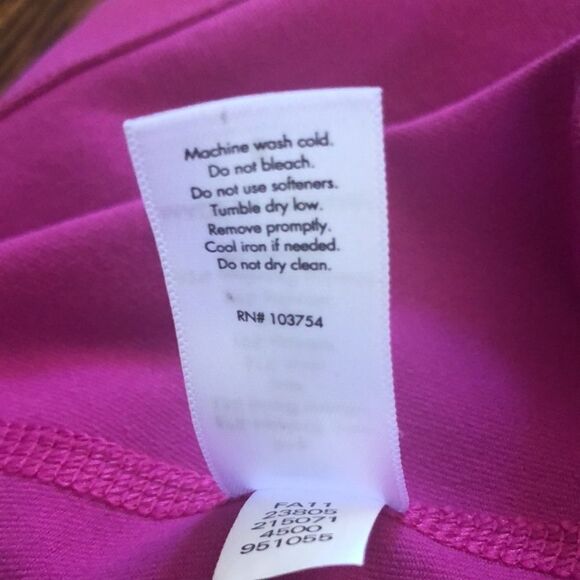 Machine wash cold.
Do not bleach.
Do not use softeners.
Tumble dry low.
Remove promptly.
Cool iron if needed.
Do not dry clean.
RN# 103754
FA11
23805
215071
4500
951055